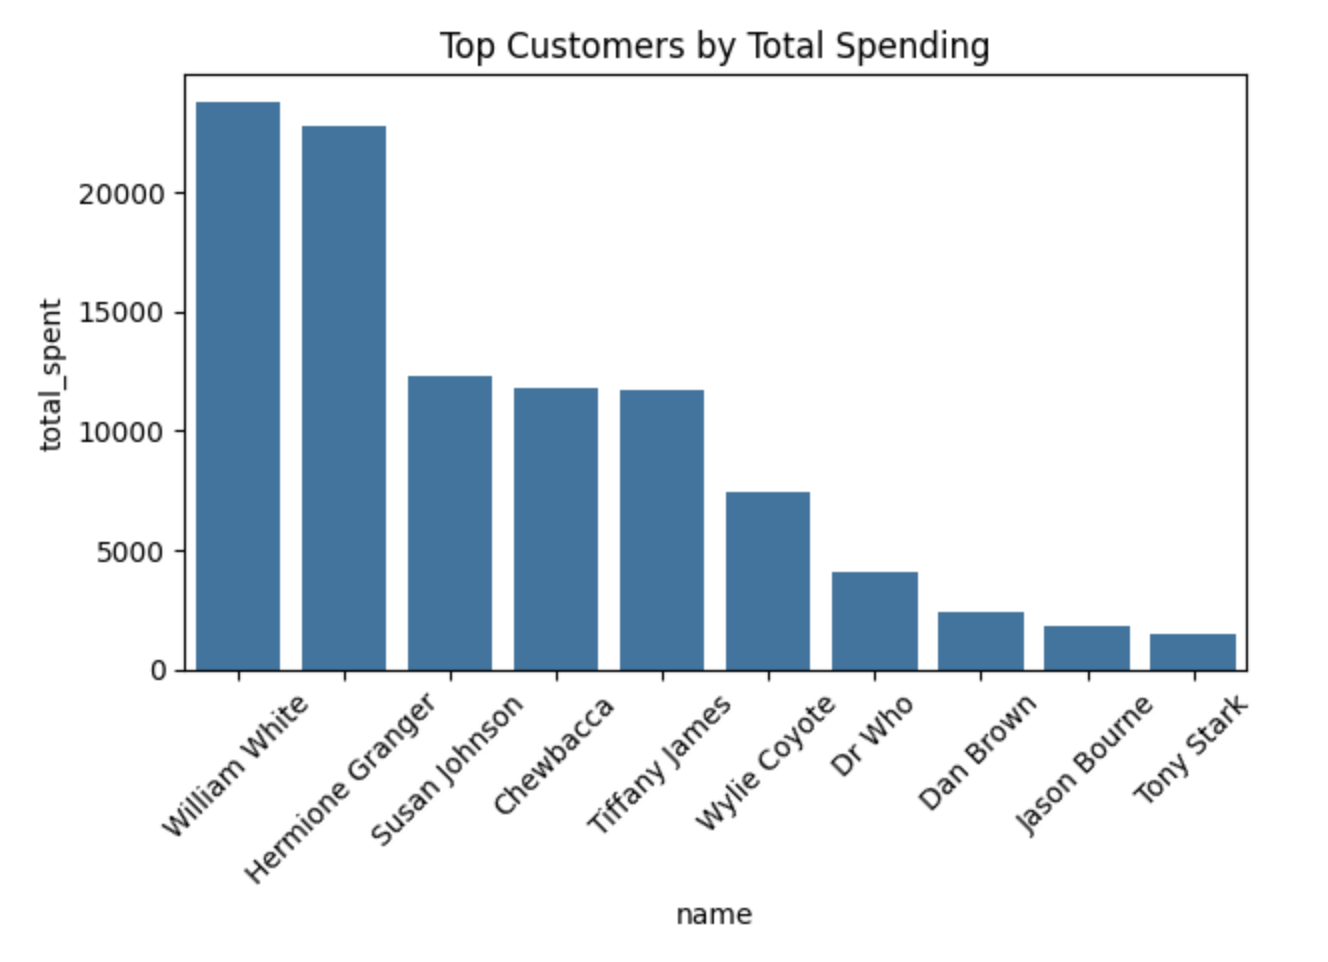 Top Customers by Total Spending
20000
15000
10000
5000
0
total_spent
William White
Hermione Granger
Susan Johnson
Chewbacca
Tiffany James
Wylie Coyote
Dr Who
Dan Brown
Jason Bourne
Tony Stark
name